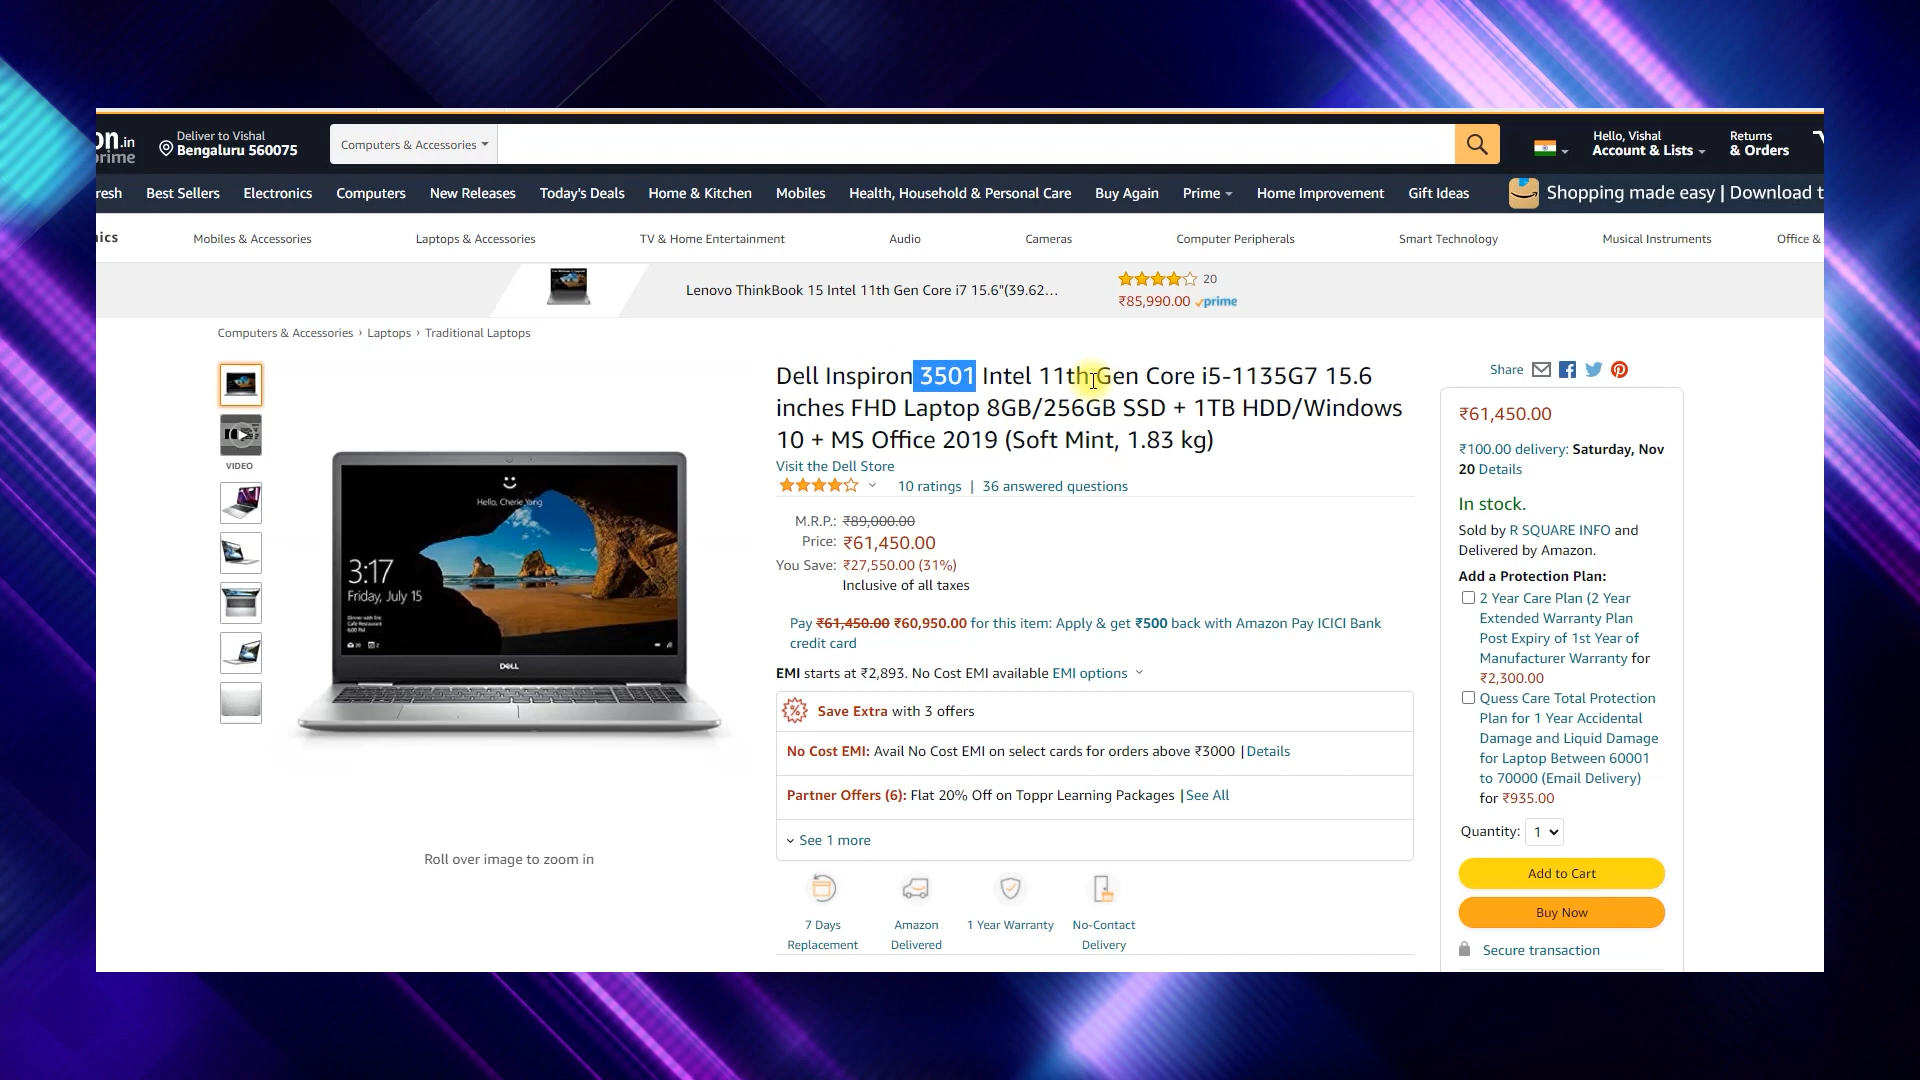 on.in
prime
Deliver to Vishal
Bengaluru 560075
Computers & Accessories
Hello, Vishal
Account & Lists
Returns
& Orders
resh
Best Sellers
Electronics
Computers
New Releases
Today's Deals
Home & Kitchen
Mobiles
Health, Household & Personal Care
Buy Again
Prime
Home Improvement
Gift Ideas
Shopping made easy | Download t
ics
Mobiles & Accessories
Laptops & Accessories
TV & Home Entertainment
Audio
Cameras
Computer Peripherals
Smart Technology
Musical Instruments
Office &
Lenovo ThinkBook 15 Intel 11th Gen Core i7 15.6"(39.62...
20
₹85,990.00 prime
Computers & Accessories › Laptops › Traditional Laptops
VIDEO
Hello, Cherie Yang
3:17
Friday, July 15
DELL
Roll over image to zoom in
Dell Inspiron 3501 Intel 11th Gen Core i5-1135G7 15.6
inches FHD Laptop 8GB/256GB SSD + 1TB HDD/Windows
10 + MS Office 2019 (Soft Mint, 1.83 kg)
Visit the Dell Store
10 ratings | 36 answered questions
M.R.P.: ₹89,000.00
Price: ₹61,450.00
You Save: ₹27,550.00 (31%)
Inclusive of all taxes
Pay ₹61,450.00 ₹60,950.00 for this item: Apply & get ₹500 back with Amazon Pay ICICI Bank
credit card
EMI starts at ₹2,893. No Cost EMI available EMI options
Save Extra with 3 offers
No Cost EMI: Avail No Cost EMI on select cards for orders above ₹3000 | Details
Partner Offers (6): Flat 20% Off on Toppr Learning Packages | See All
See 1 more
7 Days
Replacement
Amazon
Delivered
1 Year Warranty
No-Contact
Delivery
Share
₹61,450.00
₹100.00 delivery: Saturday, Nov
20 Details
In stock.
Sold by R SQUARE INFO and
Delivered by Amazon.
Add a Protection Plan:
2 Year Care Plan (2 Year
Extended Warranty Plan
Post Expiry of 1st Year of
Manufacturer Warranty for
₹2,300.00
Quess Care Total Protection
Plan for 1 Year Accidental
Damage and Liquid Damage
for Laptop Between 60001
to 70000 (Email Delivery)
for ₹935.00
Quantity: 1
Add to Cart
Buy Now
Secure transaction